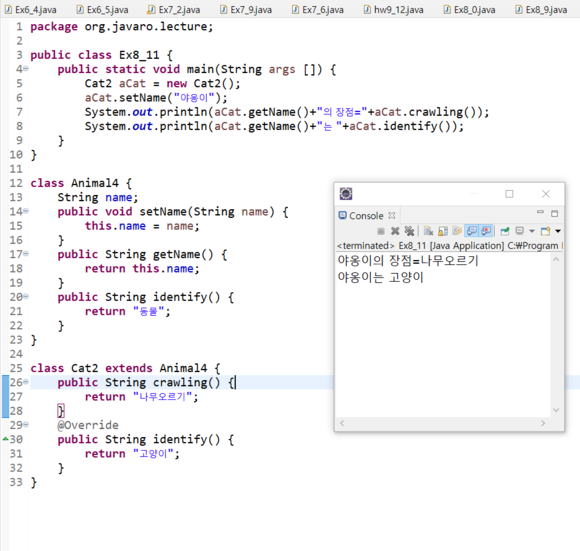 Ex6_4.java Ex6_5.java Ex7_2.java Ex7_9.java Ex7_6.java hw9_12.java Ex8_0.java Ex8_9.java
1 package org.javaro.lecture;
2
3 public class Ex8_11 {
4 public static void main(String args []) {
5 Cat2 aCat = new Cat2();
6 aCat.setName("야옹이");
7 System.out.println(aCat.getName()+"의 장점="+aCat.crawling());
8 System.out.println(aCat.getName()+"는 "+aCat.identify());
9 }
10 }
11
12 class Animal4 {
13 String name;
14 public void setName(String name) {
15 this.name = name;
16 }
17 public String getName() {
18 return this.name;
19 }
20 public String identify() {
21 return "동물";
22 }
23 }
24
25 class Cat2 extends Animal4 {
26 public String crawling() {
27 return "나무오르기";
28 }
29 @Override
30 public String identify() {
31 return "고양이";
32 }
33 }
Console
<terminated> Ex8_11 [Java Application] C:₩Program
야옹이의 장점=나무오르기
야옹이는 고양이